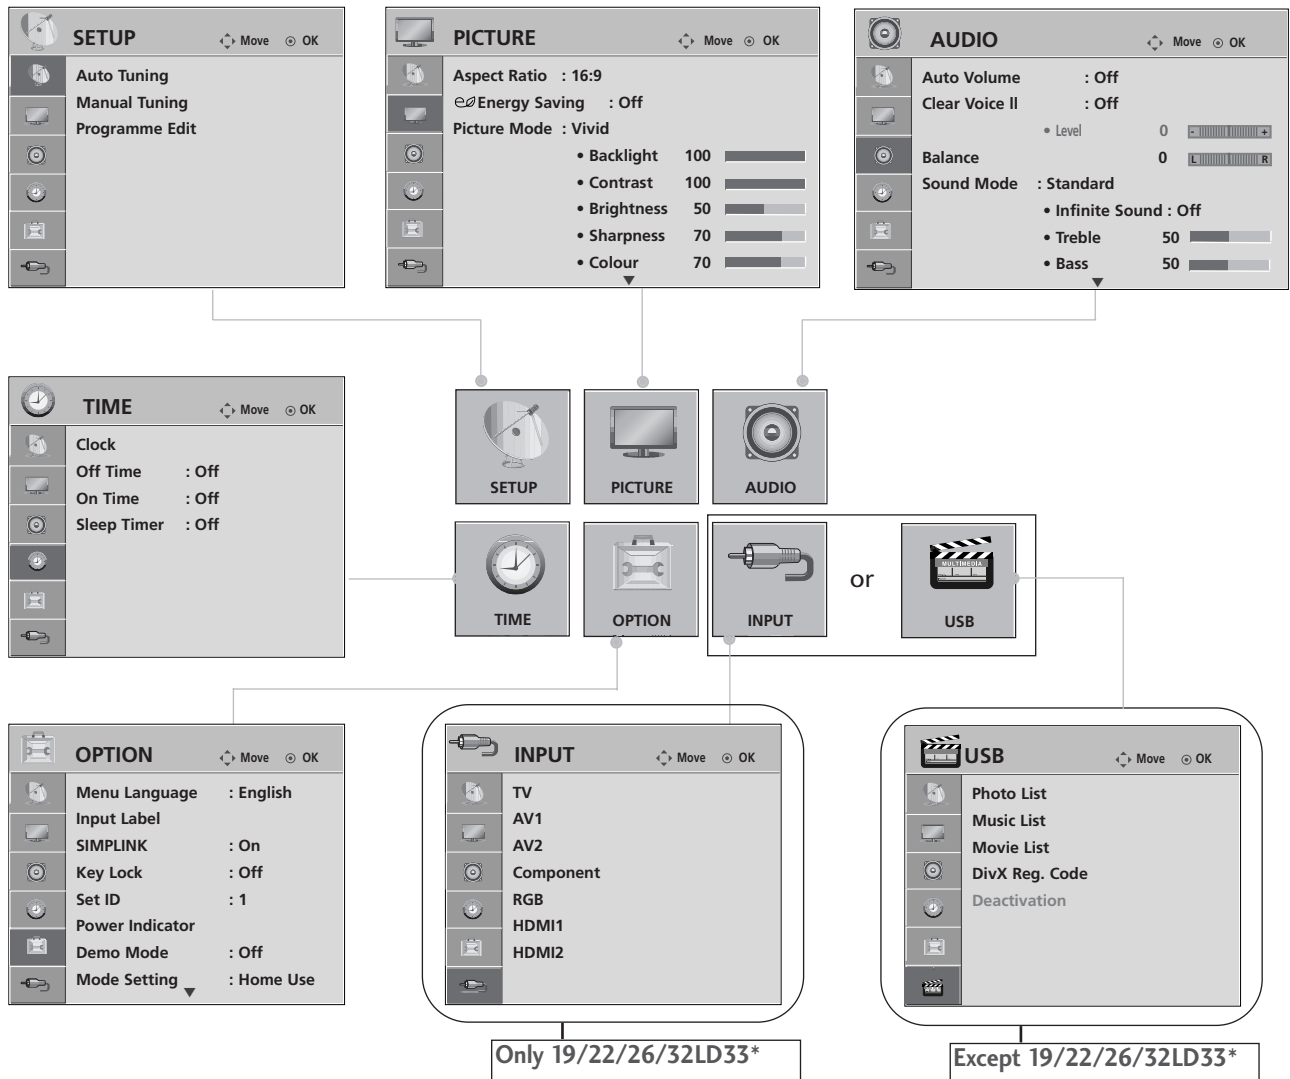 SETUP
Move OK
Auto Tuning
Manual Tuning
Programme Edit
PICTURE
Move OK
Aspect Ratio : 16:9
Energy Saving : Off
Picture Mode : Vivid
• Backlight 100
• Contrast 100
• Brightness 50
• Sharpness 70
• Colour 70
AUDIO
Move OK
Auto Volume : Off
Clear Voice ll : Off
• Level 0 - +
Balance 0 L R
Sound Mode : Standard
• Infinite Sound : Off
• Treble 50
• Bass 50
TIME
Move OK
Clock
Off Time : Off
On Time : Off
Sleep Timer : Off
SETUP
PICTURE
AUDIO
TIME
OPTION
INPUT
or
MULTIMEDIA
USB
OPTION
Move OK
Menu Language : English
Input Label
SIMPLINK : On
Key Lock : Off
Set ID : 1
Power Indicator
Demo Mode : Off
Mode Setting : Home Use
INPUT
Move OK
TV
AV1
AV2
Component
RGB
HDMI1
HDMI2
Only 19/22/26/32LD33*
USB
Move OK
Photo List
Music List
Movie List
DivX Reg. Code
Deactivation
Except 19/22/26/32LD33*